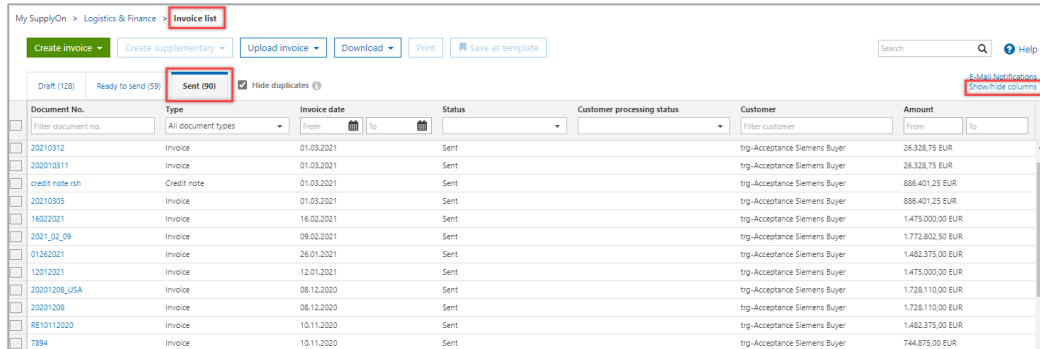 My SupplyOn > Logistics & Finance > Invoice list
Create invoice Create supplementary Upload invoice Download Print Save as template Search Help
E-Mail Notifications
Draft (128) Ready to send (59) Sent (90) Hide duplicates Show/hide columns
Document No. Type Invoice date Status Customer processing status Customer Amount
Filter document no. All document types From To Filter customer From To
20210312 Invoice 01.03.2021 Sent trg-Acceptance Siemens Buyer 26.328,75 EUR
202010311 Invoice 01.03.2021 Sent trg-Acceptance Siemens Buyer 26.328,75 EUR
credit note rsh Credit note 01.03.2021 Sent trg-Acceptance Siemens Buyer 886.401,25 EUR
20210305 Invoice 01.03.2021 Sent trg-Acceptance Siemens Buyer 886.401,25 EUR
16022021 Invoice 16.02.2021 Sent trg-Acceptance Siemens Buyer 1.475.000,00 EUR
2021_02_09 Invoice 09.02.2021 Sent trg-Acceptance Siemens Buyer 1.772.802,50 EUR
01262021 Invoice 26.01.2021 Sent trg-Acceptance Siemens Buyer 1.482.375,00 EUR
12012021 Invoice 12.01.2021 Sent trg-Acceptance Siemens Buyer 1.475.000,00 EUR
20201208_USA Invoice 08.12.2020 Sent trg-Acceptance Siemens Buyer 1.728.110,00 EUR
20201208 Invoice 08.12.2020 Sent trg-Acceptance Siemens Buyer 1.728.110,00 EUR
RE10112020 Invoice 10.11.2020 Sent trg-Acceptance Siemens Buyer 1.482.375,00 EUR
7894 Invoice 10.11.2020 Sent trg-Acceptance Siemens Buyer 744.875,00 EUR